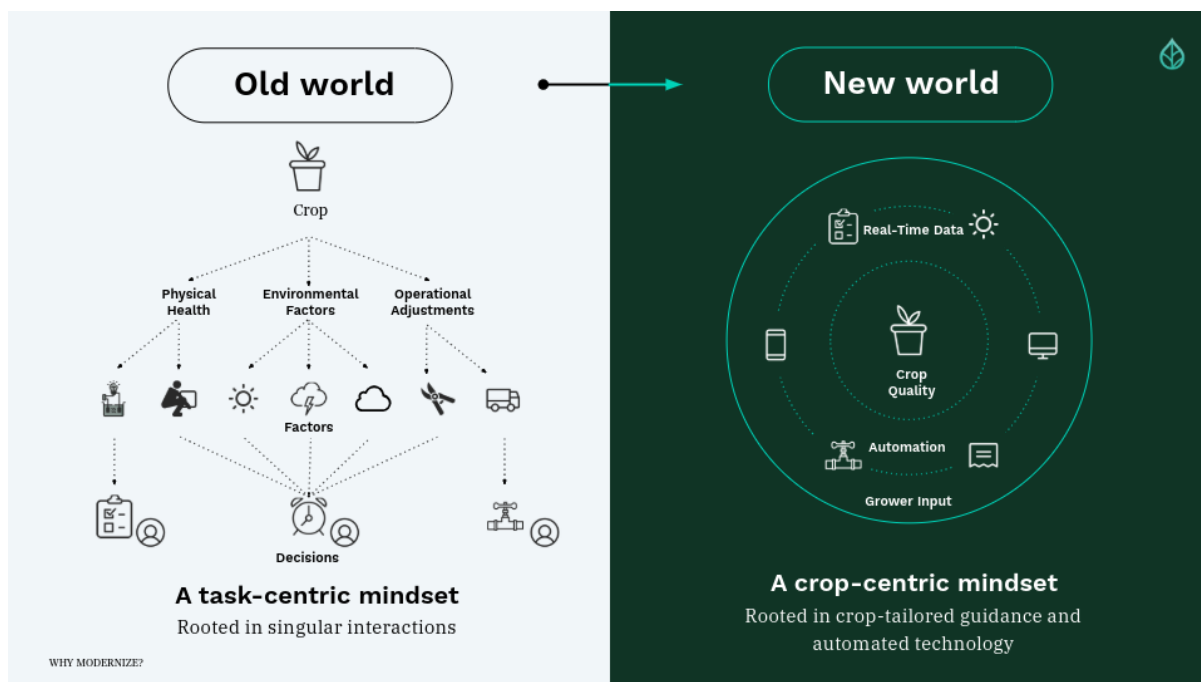 Old world
Crop
Physical
Health
Environmental
Factors
Operational
Adjustments
Factors
Decisions
A task-centric mindset
Rooted in singular interactions
WHY MODERNIZE?
New world
Real-Time Data
Crop
Quality
Automation
Grower Input
A crop-centric mindset
Rooted in crop-tailored guidance and
automated technology